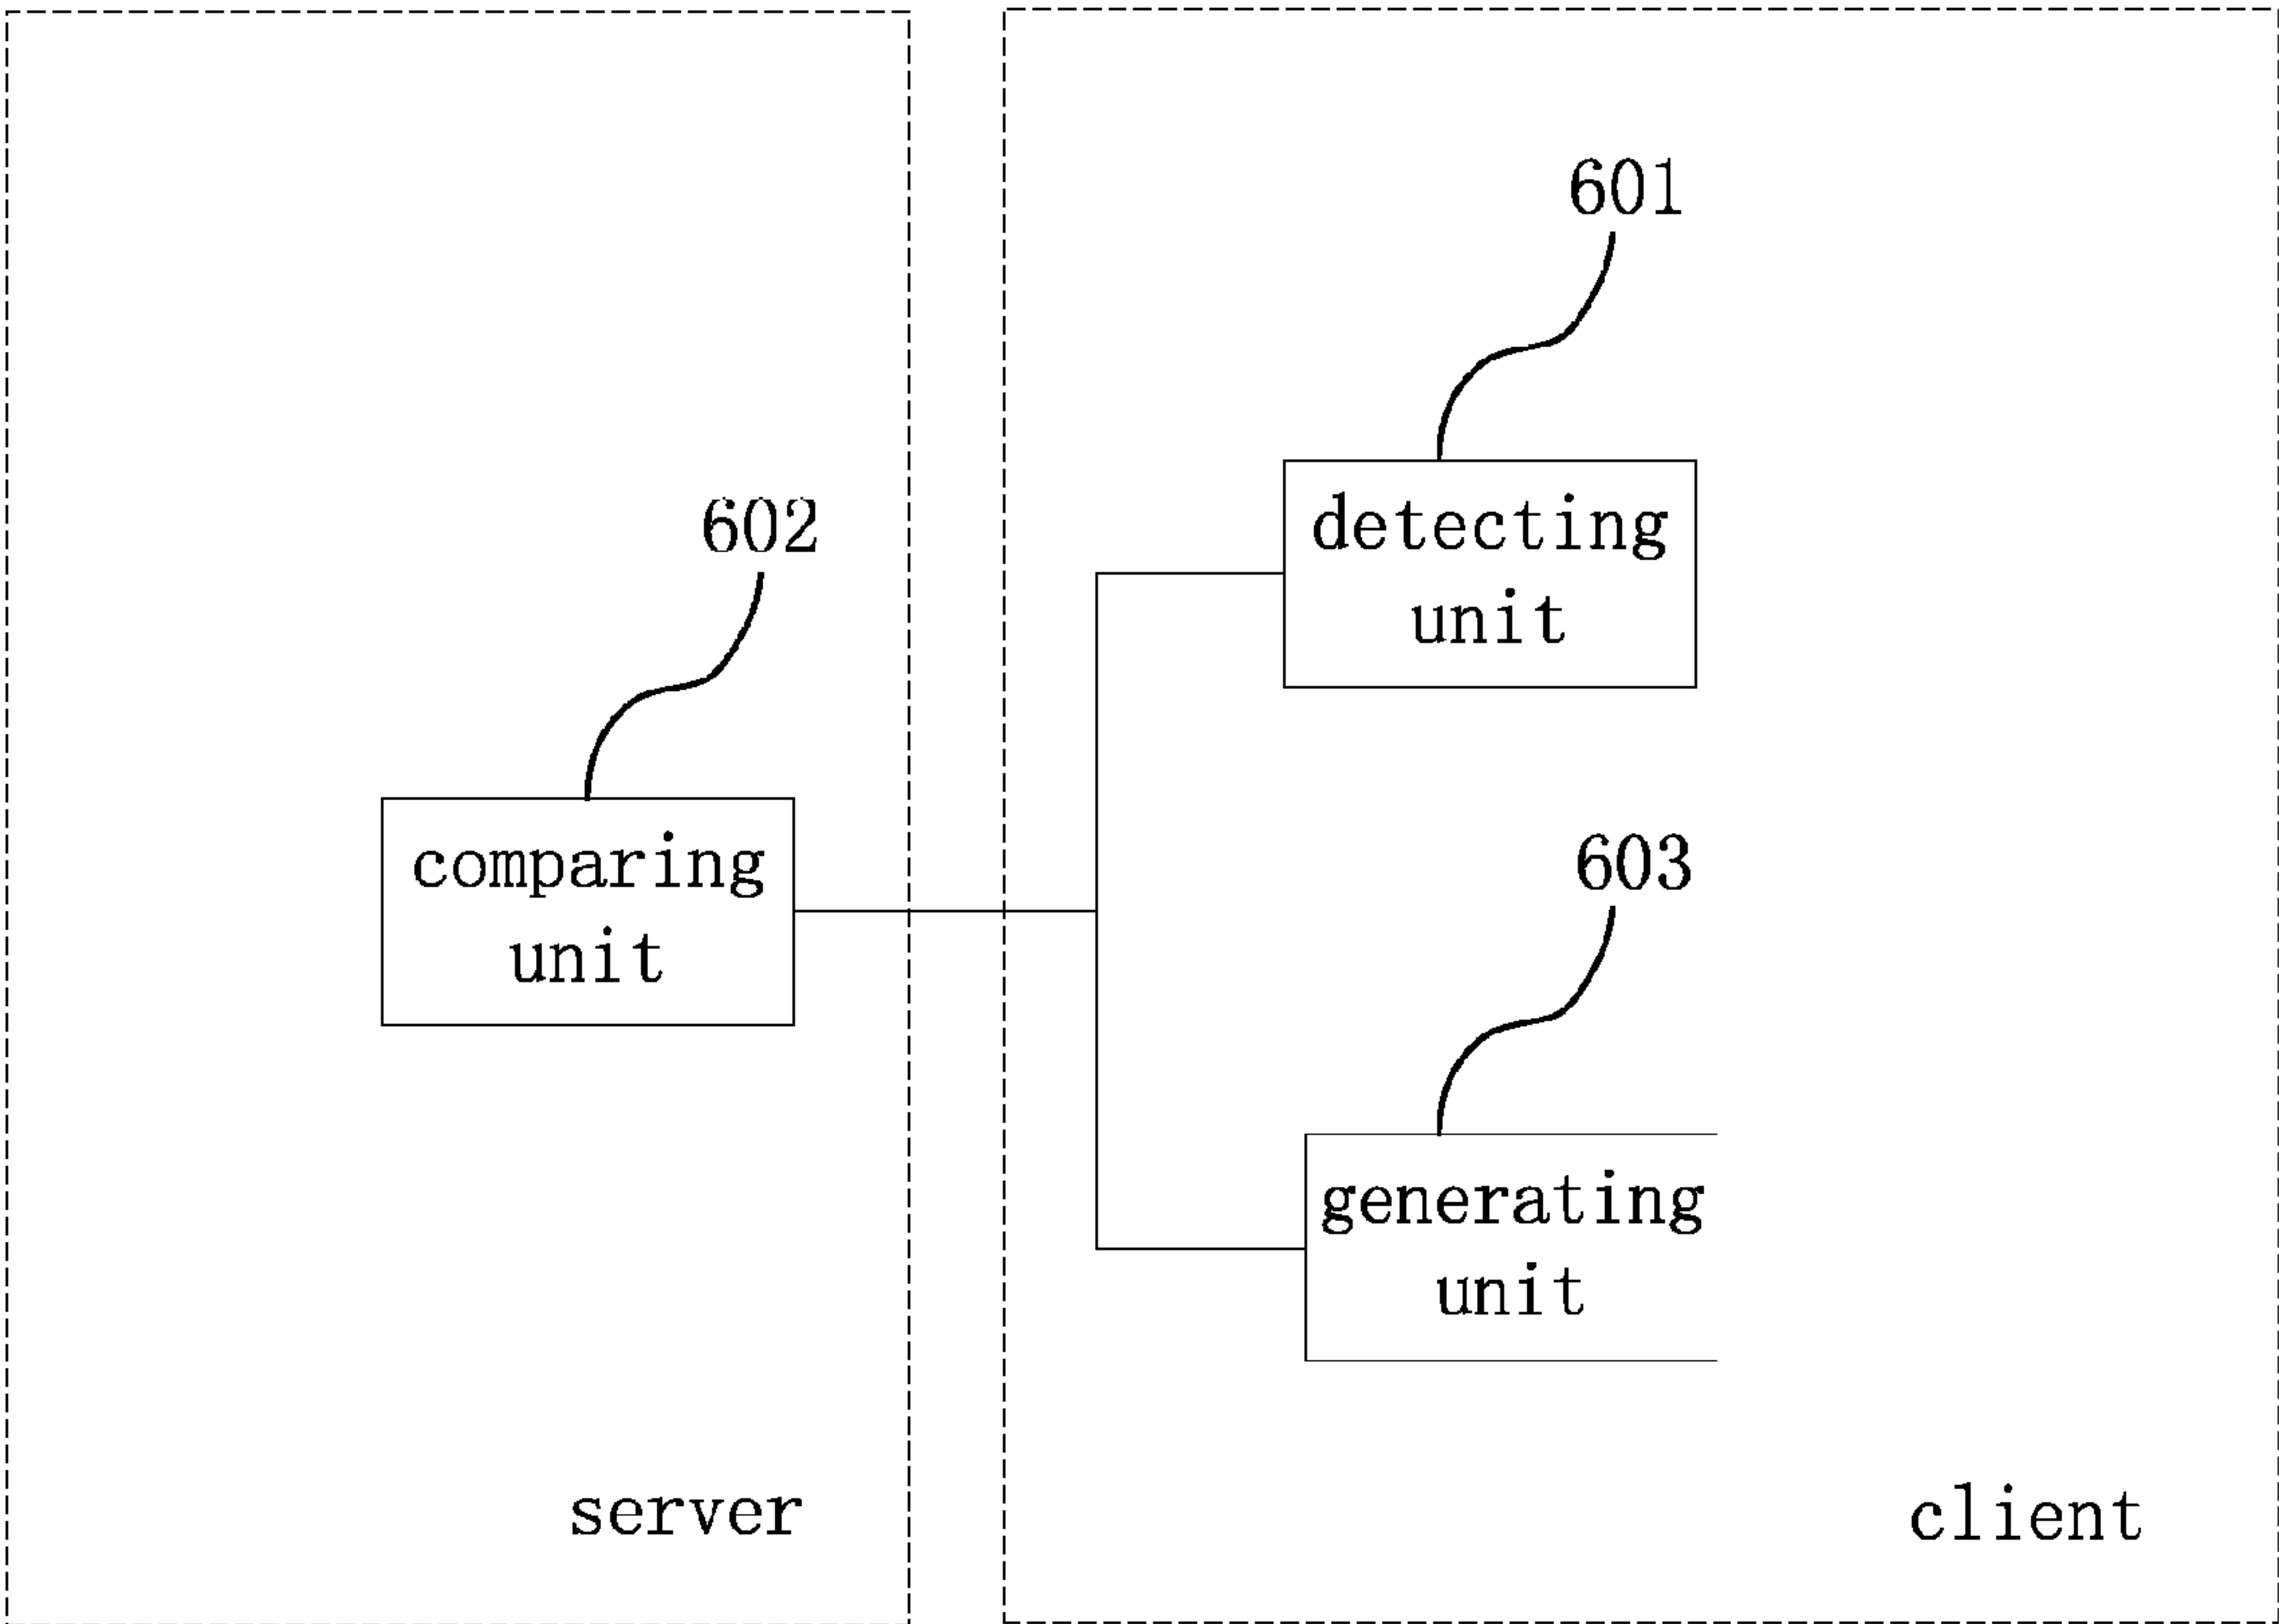 601
detecting
unit
602
comparing
unit
603
generating
unit
server
client